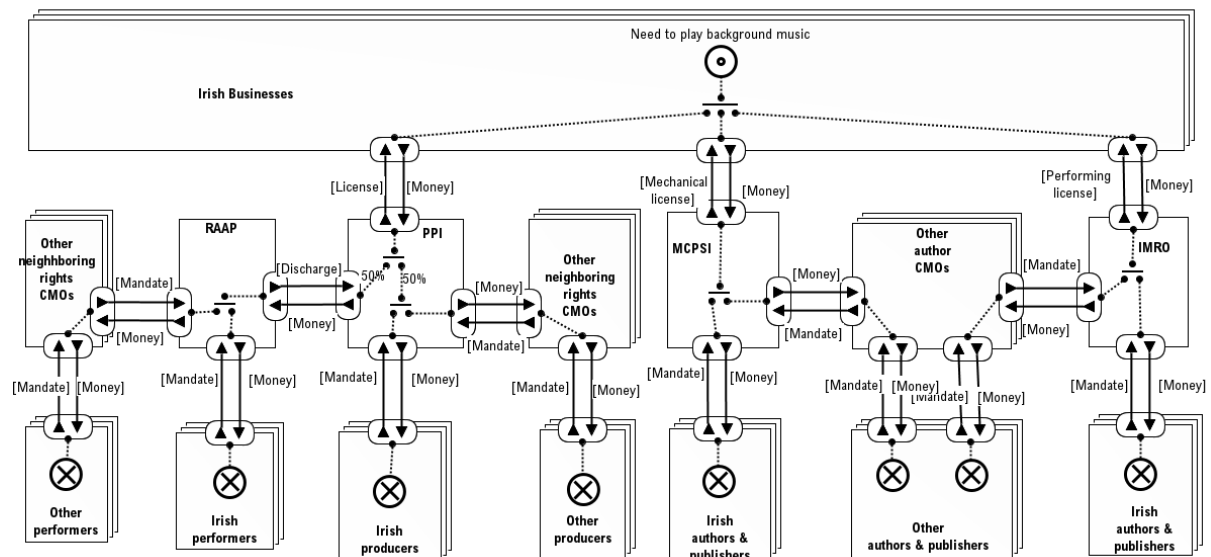 Need to play background music
Irish Businesses
[License]
[Money]
[Mechanical
license]
[Money]
[Performing
license]
[Money]
Other
neighhboring
rights
CMOs
RAAP
PPI
Other
neighboring
rights
CMOs
MCPSI
Other
author
CMOs
IMRO
[Mandate]
[Money]
[Discharge]
[Money]
50%
50%
[Money]
[Mandate]
[Money]
[Mandate]
[Mandate]
[Money]
[Mandate]
[Money]
[Mandate]
[Money]
[Mandate]
[Money]
[Mandate]
[Money]
[Mandate]
[Money]
[Mandate]
[Money]
[Mandate]
[Money]
[Mandate]
[Money]
Other
performers
Irish
performers
Irish
producers
Other
producers
Irish
authors &
publishers
Other
authors & publishers
Irish
authors &
publishers